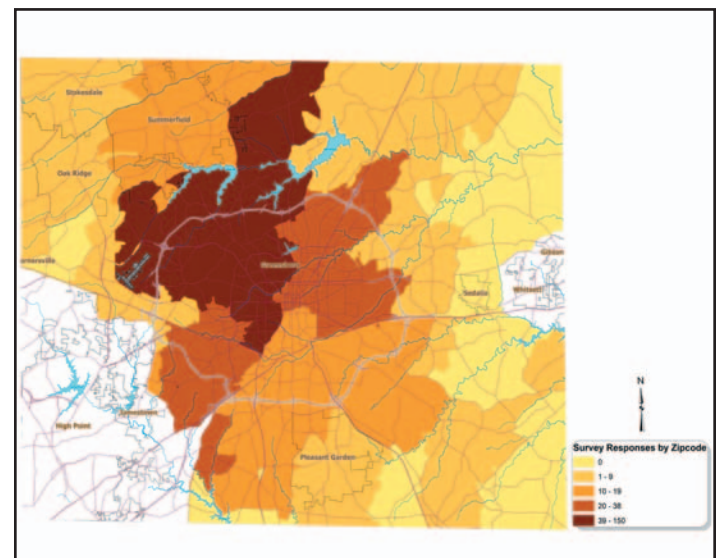 Stokesdale
Summerfield
Oak Ridge
Greensboro
Sedalia
Gibson
Whitsett
Jamestown
High Point
Pleasant Garden
N
Survey Responses by Zipcode
0
1 - 9
10 - 19
20 - 38
39 - 150